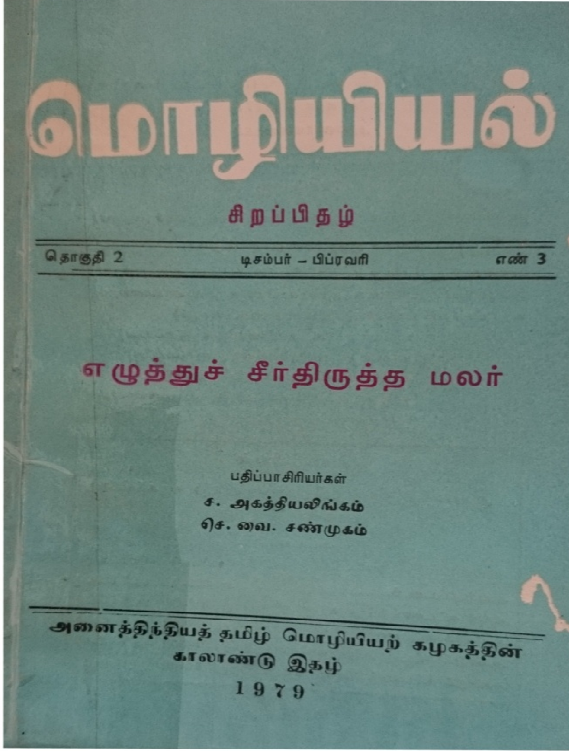 மொழியியல்
சிறப்பிதழ்
தொகுதி 2 டிசம்பர் – பிப்ரவரி எண் 3
எழுத்துச் சீர்திருத்த மலர்
பதிப்பாசிரியர்கள்
ச. அகத்தியலிங்கம்
செ. வை. சண்முகம்
அனைத்திந்தியத் தமிழ் மொழியியற் கழகத்தின்
காலாண்டு இதழ்
1979